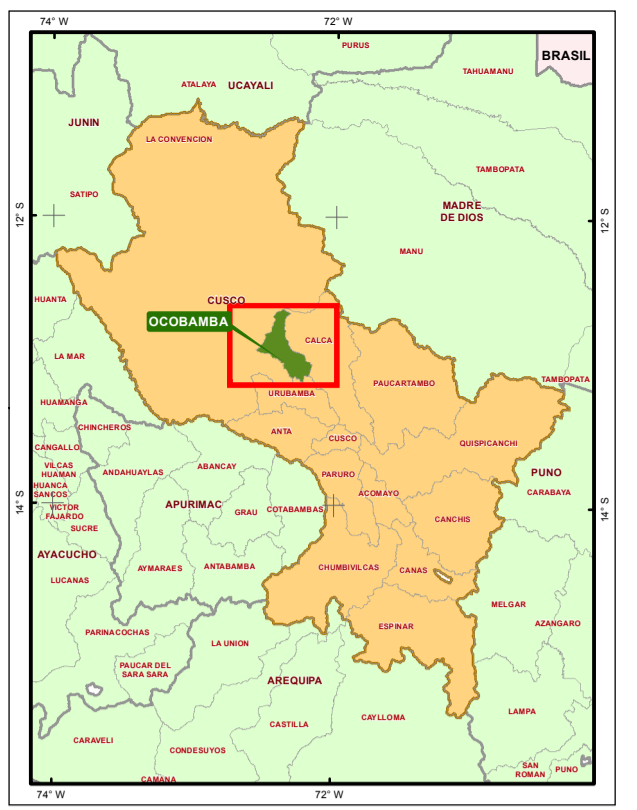 74° W
72° W
PURUS
BRASIL
TAHUAMANU
ATALAYA
UCAYALI
JUNIN
LA CONVENCION
TAMBOPATA
SATIPO
MADRE
DE DIOS
12° S
12° S
MANU
HUANTA
CUSCO
OCOBAMBA
CALCA
LA MAR
PAUCARTAMBO
TAMBOPATA
URUBAMBA
HUAMANGA
CHINCHEROS
ANTA
CUSCO
QUISPICANCHI
CANGALLO
VILCAS
HUAMAN
ANDAHUAYLAS
ABANCAY
PARURO
PUNO
HUANCA
SANCOS
ACOMAYO
CARABAYA
14° S
14° S
VICTOR
FAJARDO
APURIMAC
GRAU
COTABAMBAS
CANCHIS
SUCRE
AYACUCHO
LUCANAS
AYMARAES
ANTABAMBA
CHUMBIVILCAS
CANAS
MELGAR
AZANGARO
PARINACOCHAS
ESPINAR
LA UNION
PAUCAR DEL
SARA SARA
AREQUIPA
CASTILLA
CAYLLOMA
LAMPA
CARAVELI
CONDESUYOS
SAN
ROMAN
PUNO
CAMANA
74° W
72° W